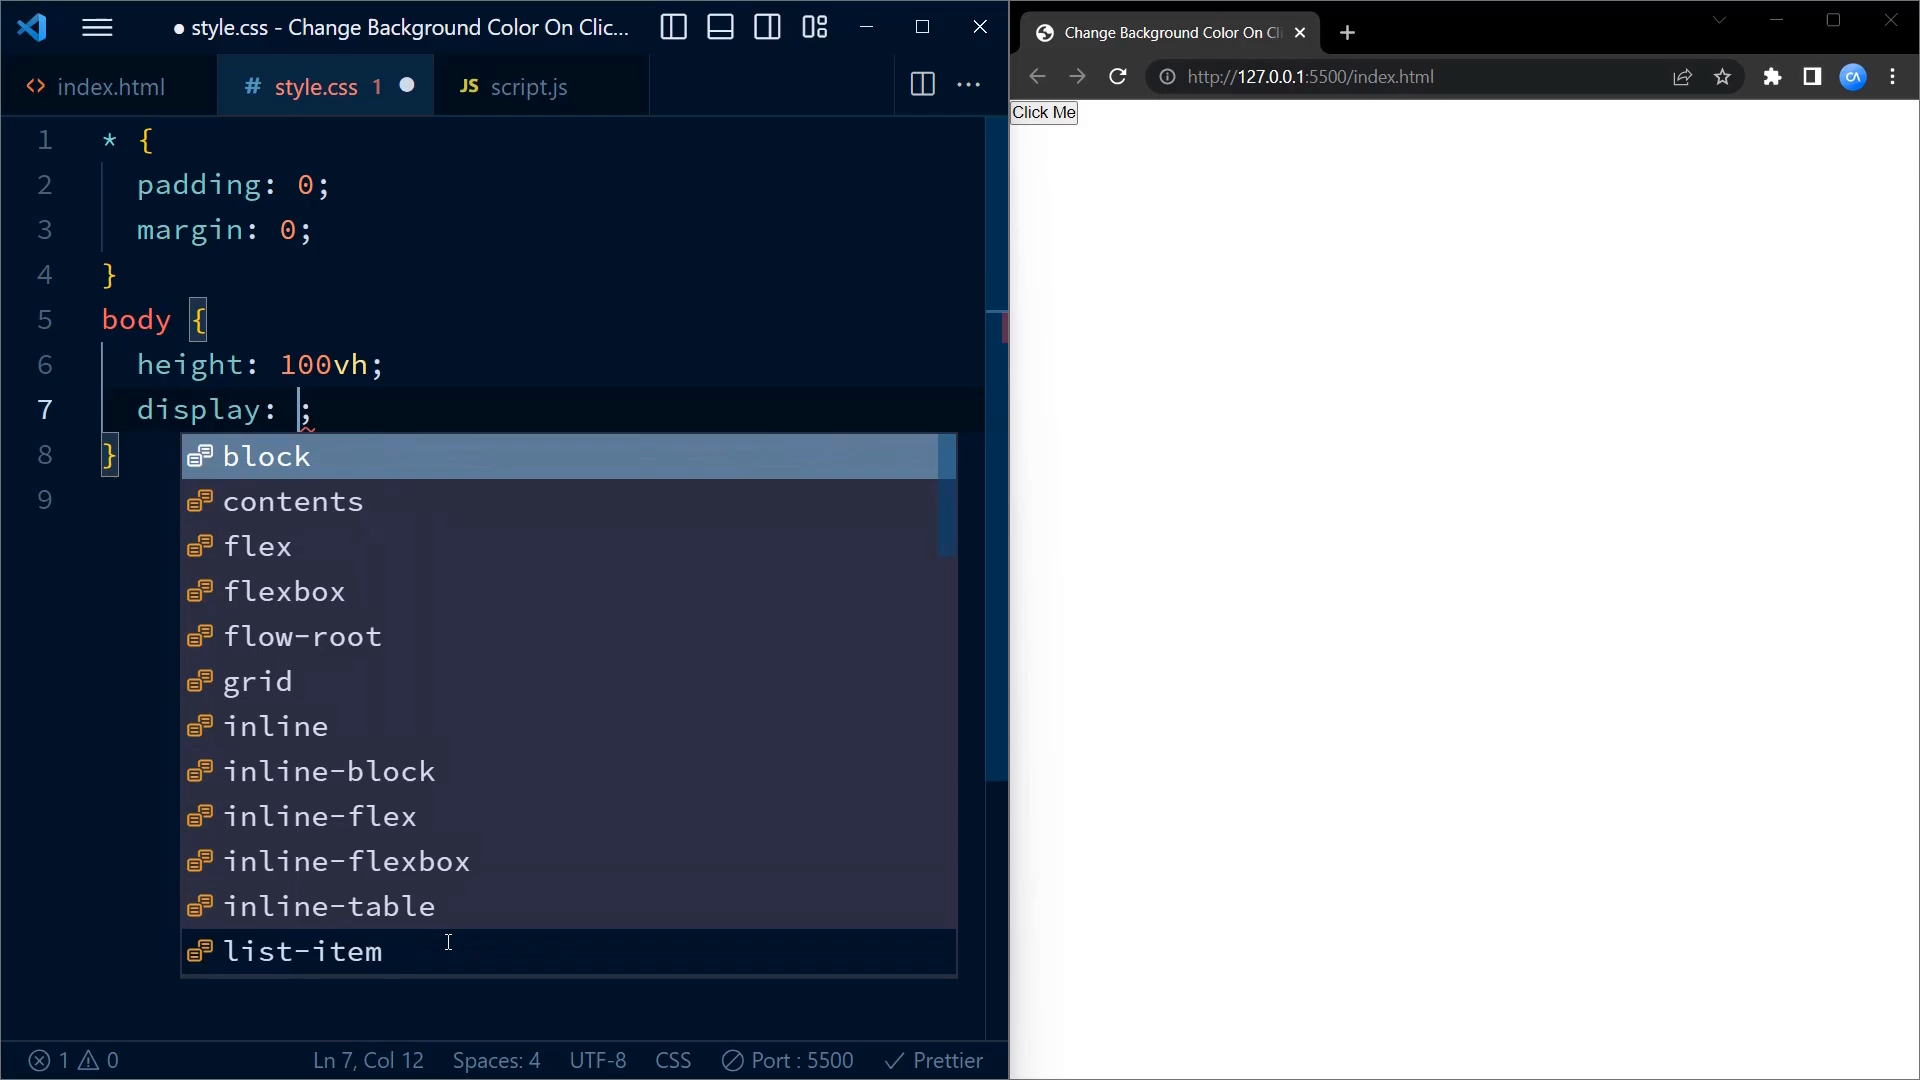 ● style.css - Change Background Color On Clic...
<> index.html
# style.css 1 ●
JS script.js
1 * {
2 padding: 0;
3 margin: 0;
4 }
5 body {
6 height: 100vh;
7 display: ;
8 }
9
block
contents
flex
flexbox
flow-root
grid
inline
inline-block
inline-flex
inline-flexbox
inline-table
list-item
1 0 Ln 7, Col 12 Spaces: 4 UTF-8 CSS Port : 5500 Prettier
Change Background Color On Cli
http://127.0.0.1:5500/index.html
CA
Click Me